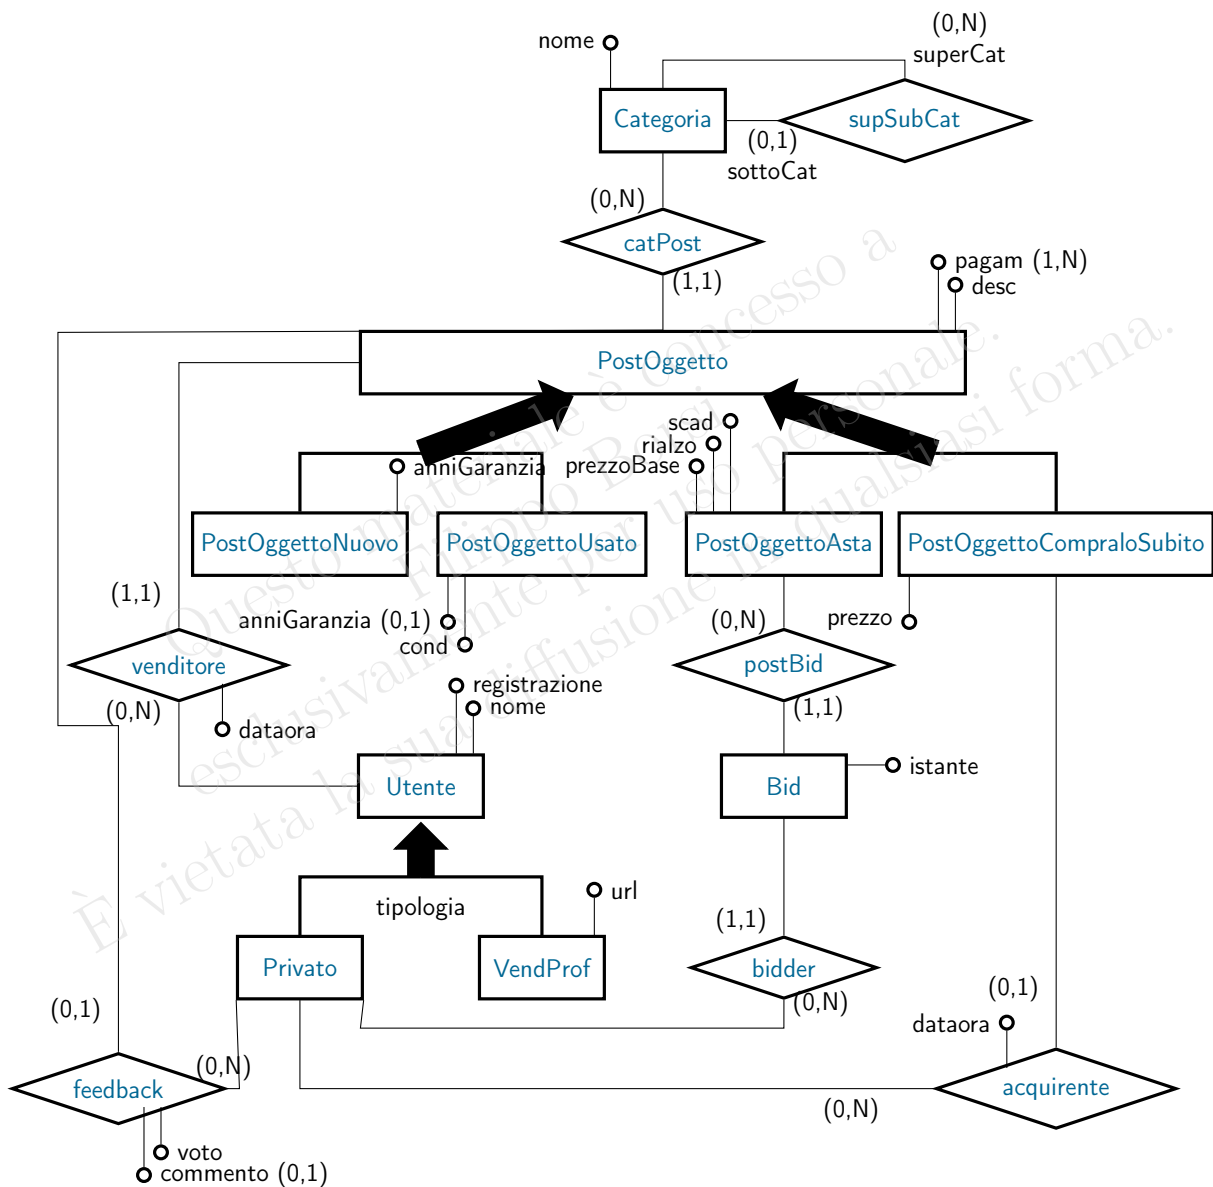 (0,N)
nome
superCat
Categoria
supSubCat
(0,1)
sottoCat
(0,N)
catPost
(1,1)
pagam (1,N)
desc
PostOggetto
scad
rialzo
prezzoBase
anniGaranzia
PostOggettoNuovo
PostOggettoUsato
PostOggettoAsta
PostOggettoCompraloSubito
(1,1)
anniGaranzia (0,1)
cond
(0,N)
prezzo
venditore
postBid
(0,N)
dataora
registrazione
nome
(1,1)
Utente
Bid
istante
tipologia
url
(1,1)
Privato
VendProf
bidder
(0,N)
(0,1)
(0,1)
dataora
(0,N)
feedback
acquirente
(0,N)
voto
commento (0,1)
Questo materiale è concesso a
Filippo Bersi
esclusivamente per uso personale.
È vietata la sua diffusione in qualsiasi forma.